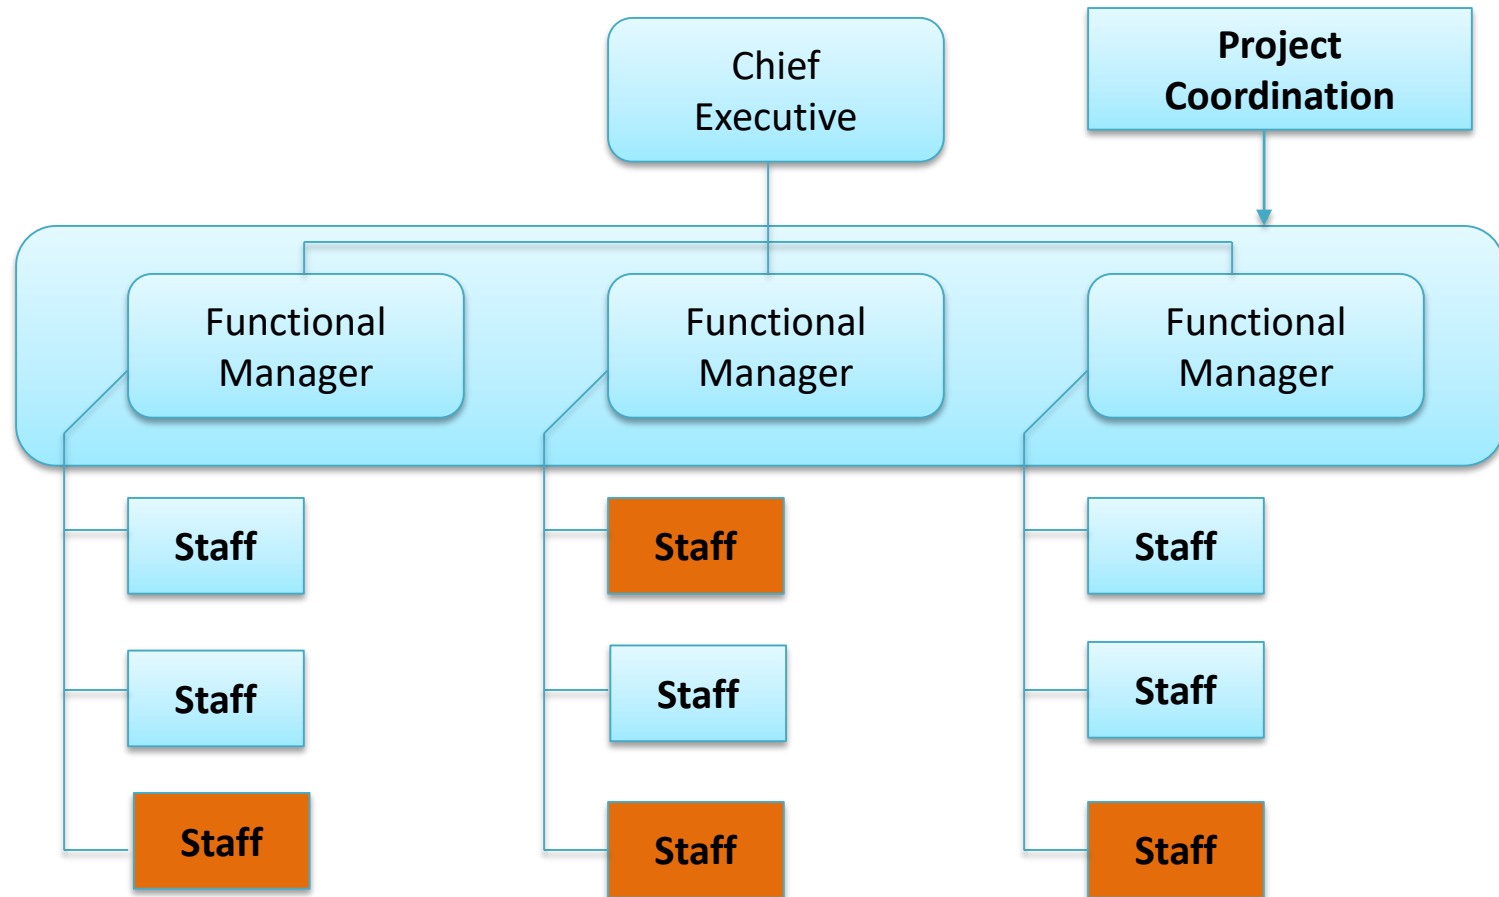 Chief
Executive
Project
Coordination
Functional
Manager
Functional
Manager
Functional
Manager
Staff
Staff
Staff
Staff
Staff
Staff
Staff
Staff
Staff